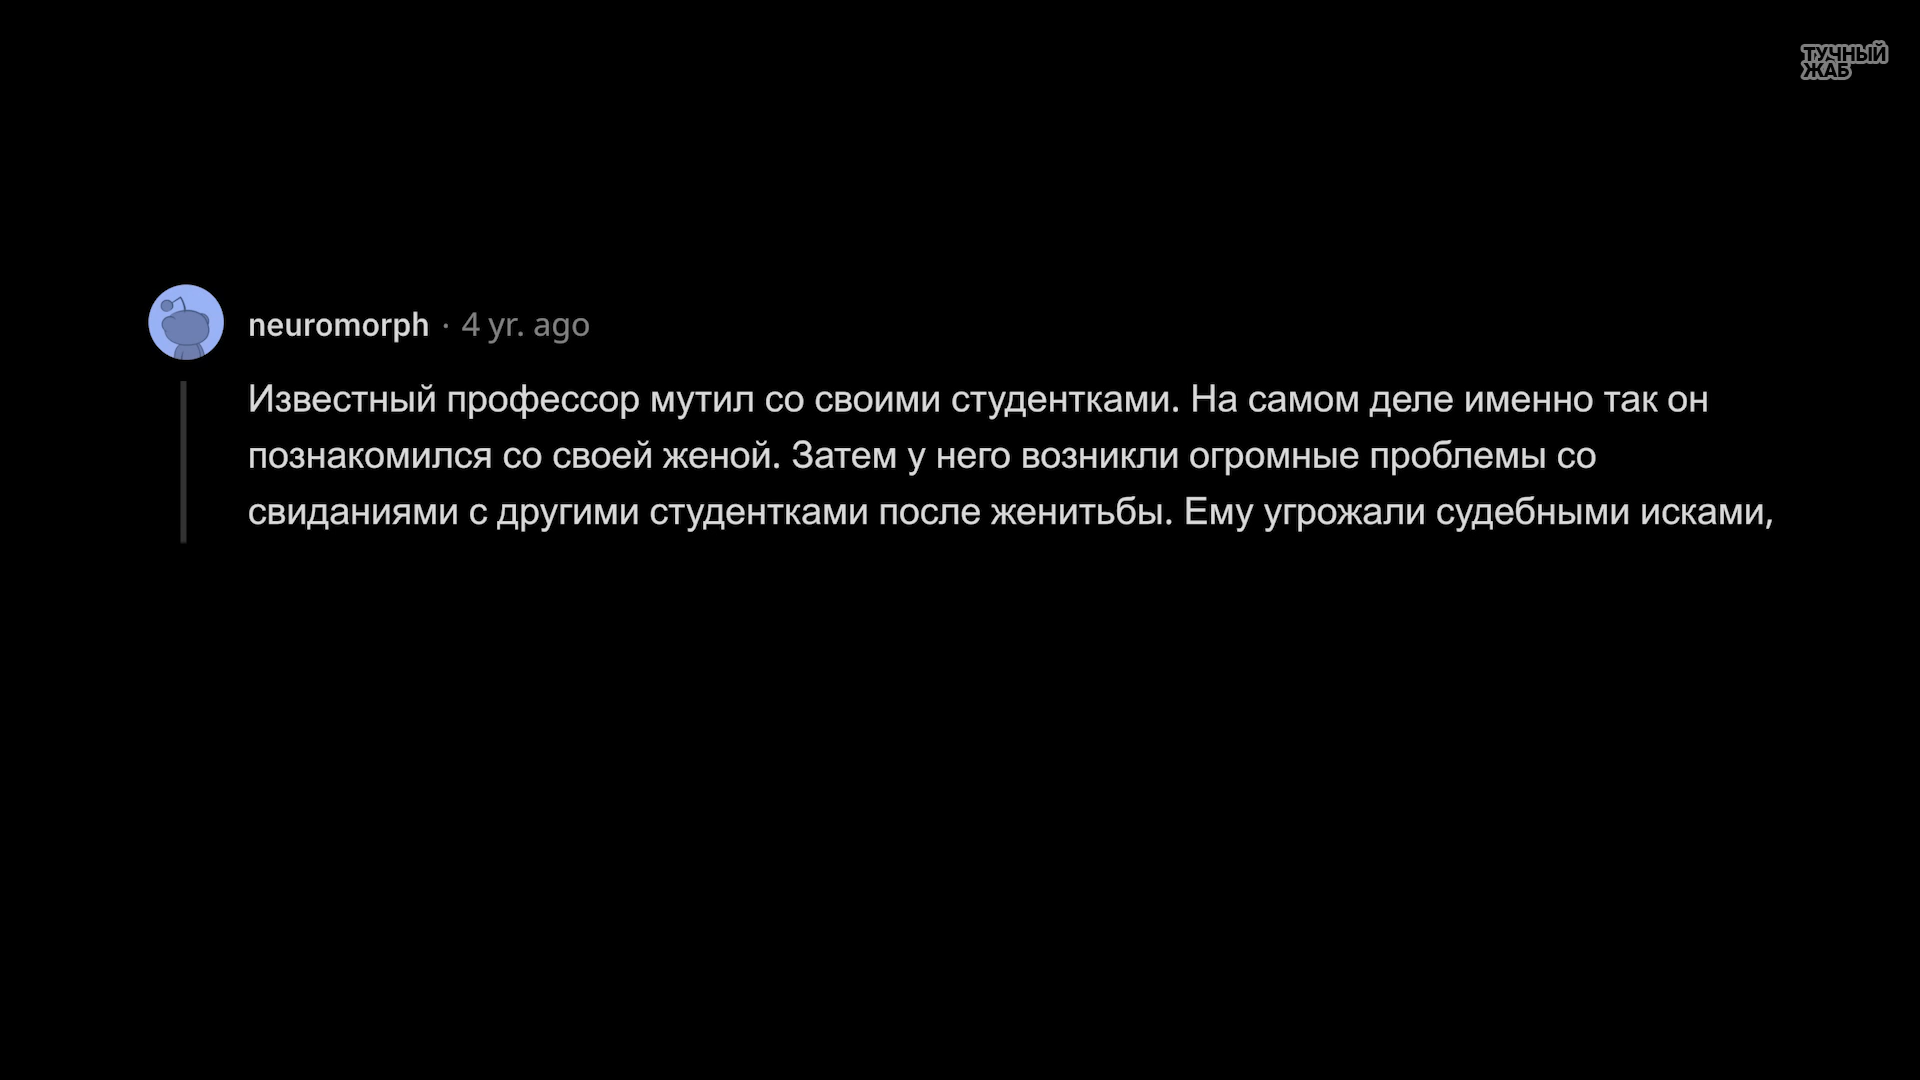 ТУЧНЫЙ
ЖАБ
neuromorph · 4 yr. ago
Известный профессор мутил со своими студентками. На самом деле именно так он
познакомился со своей женой. Затем у него возникли огромные проблемы со
свиданиями с другими студентками после женитьбы. Ему угрожали судебными исками,